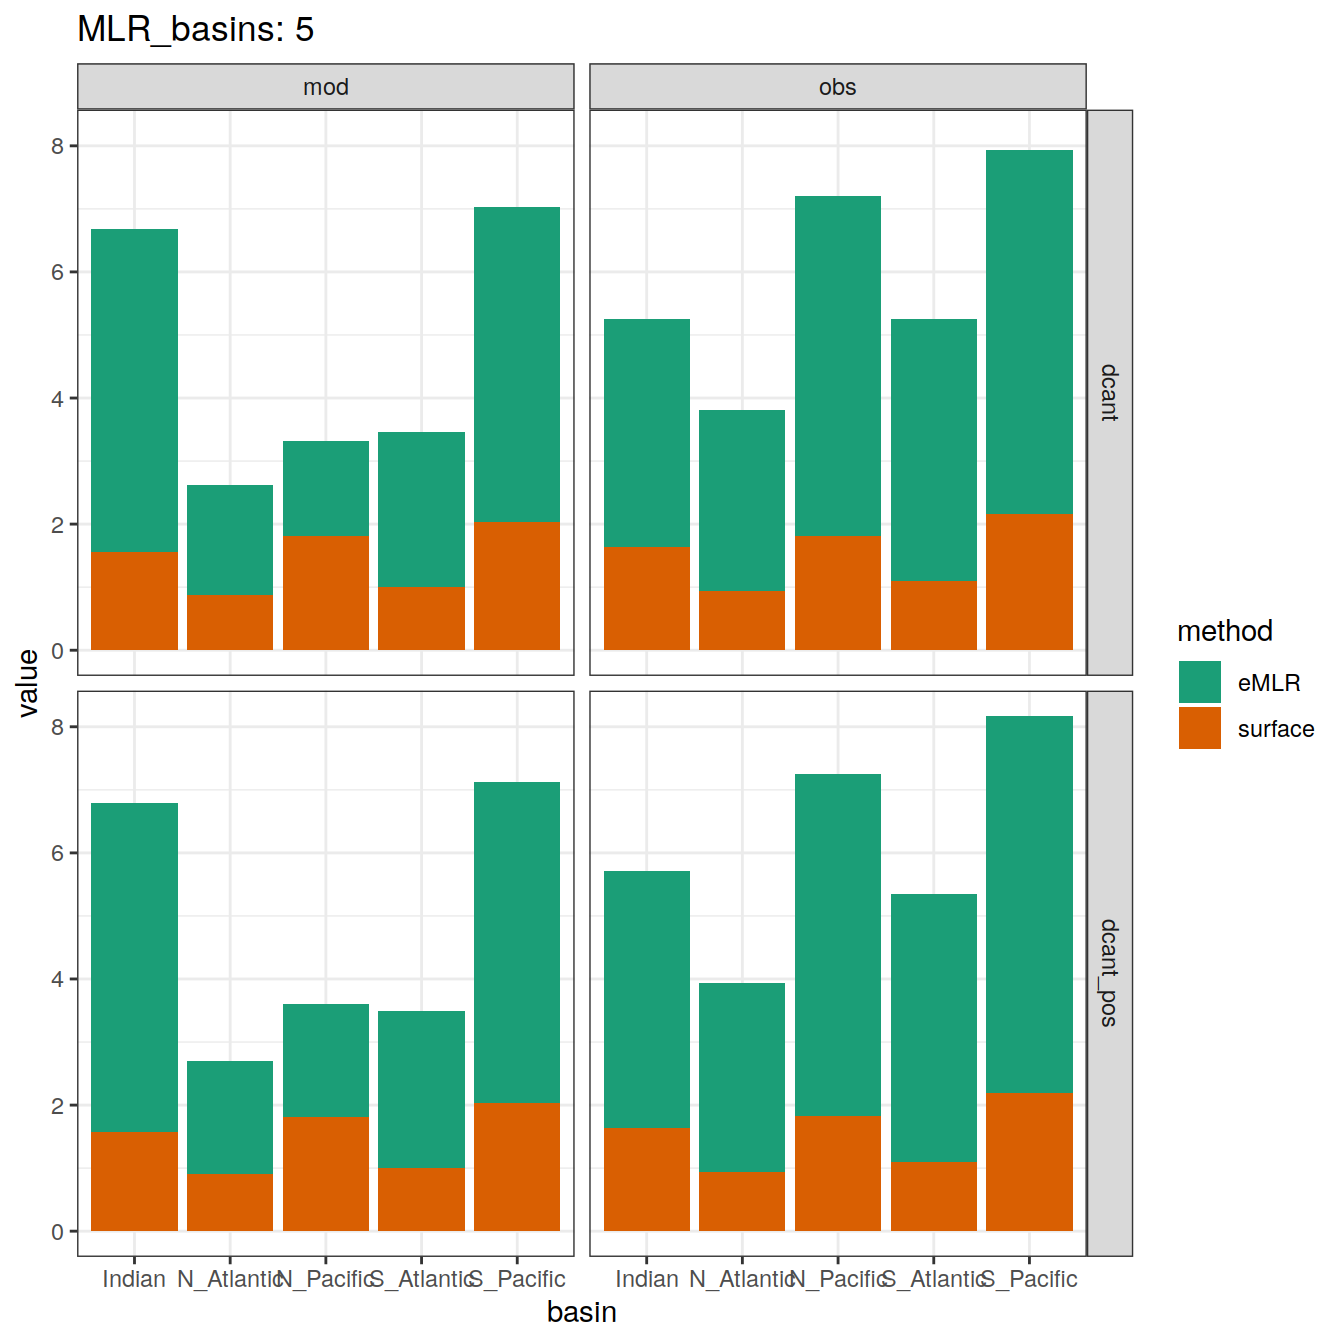 MLR_basins: 5
mod
obs
8
6
4
2
0
dcant
value
8
6
4
2
0
dcant_pos
Indian N_Atlantic N_Pacific S_Atlantic S_Pacific
Indian N_Atlantic N_Pacific S_Atlantic S_Pacific
basin
method
eMLR
surface